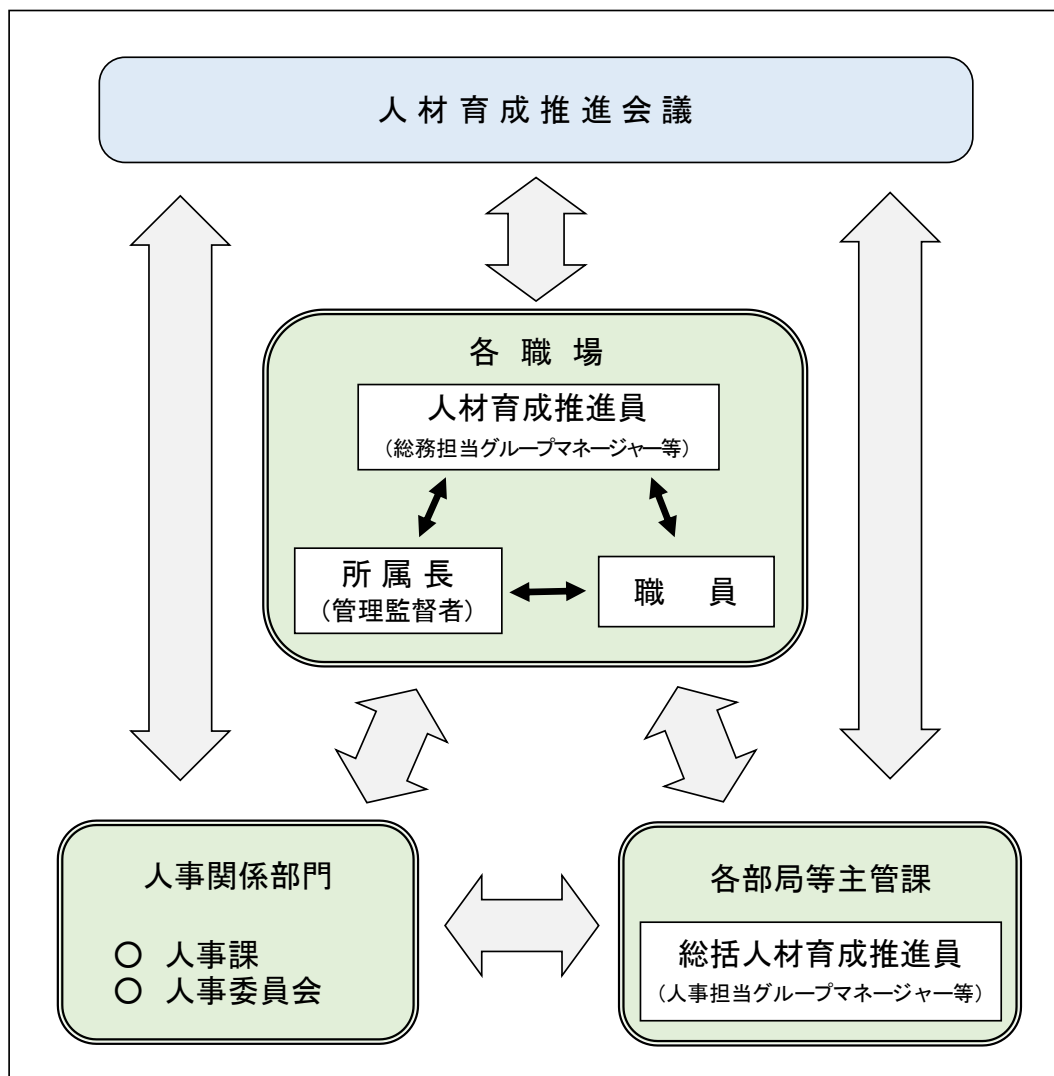 人材育成推進会議
各職場
人材育成推進員
(総務担当グループマネージャー等)
所属長
(管理監督者)
職 員
人事関係部門
○ 人事課
○ 人事委員会
各部局等主管課
総括人材育成推進員
(人事担当グループマネージャー等)